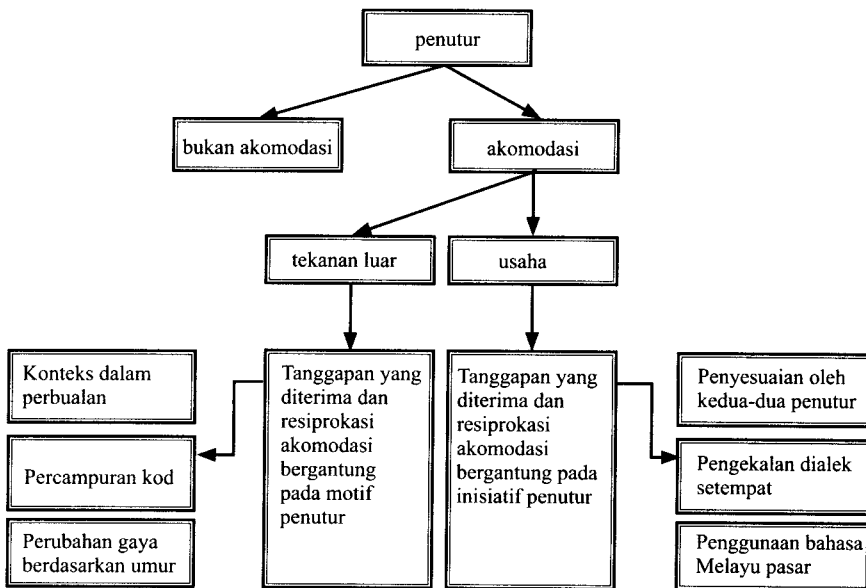 penutur
bukan akomodasi
akomodasi
tekanan luar
usaha
Konteks dalam
perbualan
Percampuran kod
Perubahan gaya
berdasarkan umur
Tanggapan yang
diterima dan
resiprokasi
akomodasi
bergantung
pada motif
penutur
Tanggapan yang
diterima dan
resiprokasi
akomodasi
bergantung pada
inisiatif penutur
Penyesuaian oleh
kedua-dua penutur
Pengekalan dialek
setempat
Penggunaan bahasa
Melayu pasar